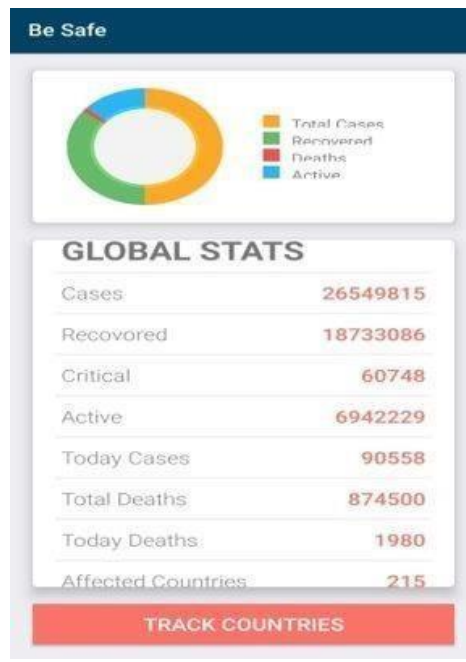 Be Safe
Total Cases
Recovered
Deaths
Active
GLOBAL STATS
Cases 26549815
Recovored 18733086
Critical 60748
Active 6942229
Today Cases 90558
Total Deaths 874500
Today Deaths 1980
Affected Countries 215
TRACK COUNTRIES